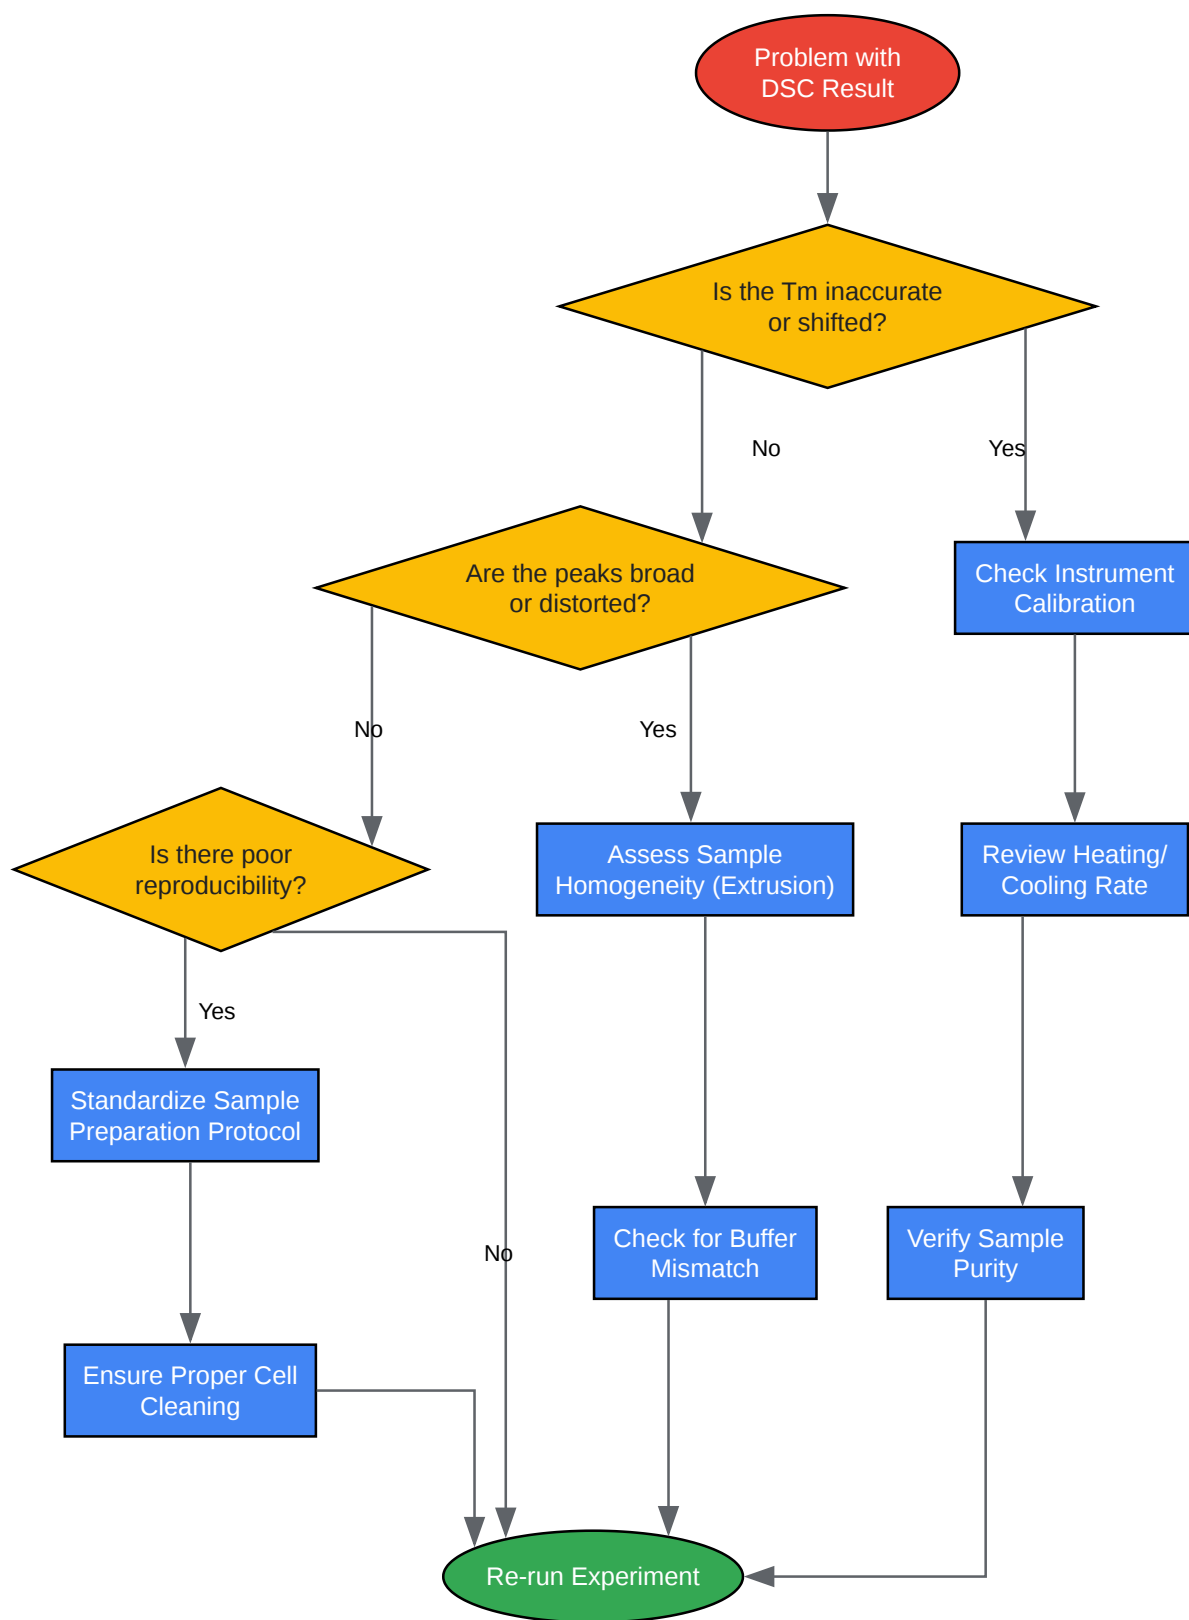 Problem with
DSC Result
Is the Tm inaccurate
or shifted?
No
Yes
Are the peaks broad
or distorted?
Check Instrument
Calibration
No
Yes
Is there poor
reproducibility?
Assess Sample
Homogeneity (Extrusion)
Review Heating/
Cooling Rate
Yes
Standardize Sample
Preparation Protocol
No
Check for Buffer
Mismatch
Verify Sample
Purity
Ensure Proper Cell
Cleaning
Re-run Experiment